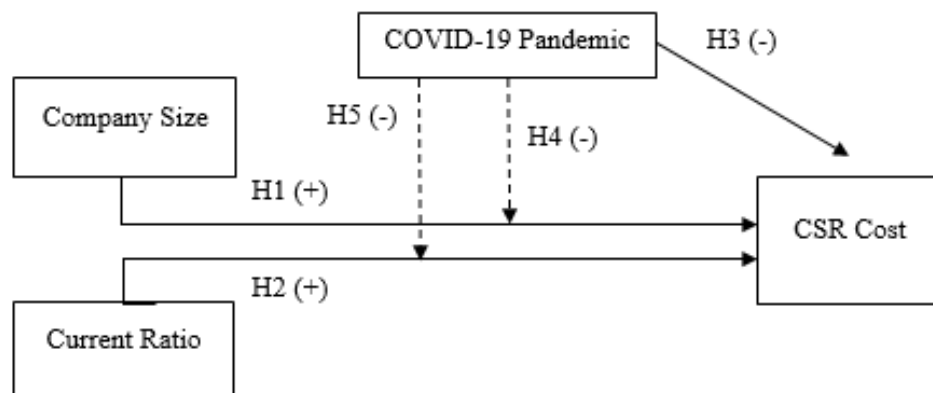 COVID-19 Pandemic
H3 (-)
Company Size
H5 (-)
H4 (-)
H1 (+)
CSR Cost
H2 (+)
Current Ratio